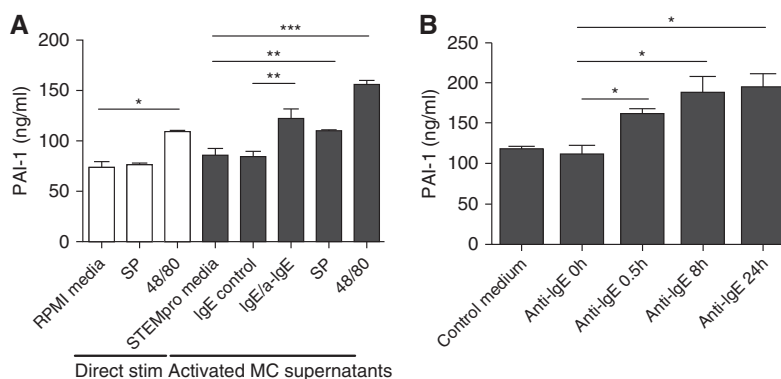 A
PAI-1 (ng/ml)
200
150
100
50
0
*
***
**
**
RPMI media
SP
48/80
STEMpro media
IgE control
IgE/a-IgE
SP
48/80
Direct stim Activated MC supernatants
B
PAI-1 (ng/ml)
250
200
150
100
50
0
*
*
*
Control medium
Anti-IgE 0h
Anti-IgE 0.5h
Anti-IgE 8h
Anti-IgE 24h